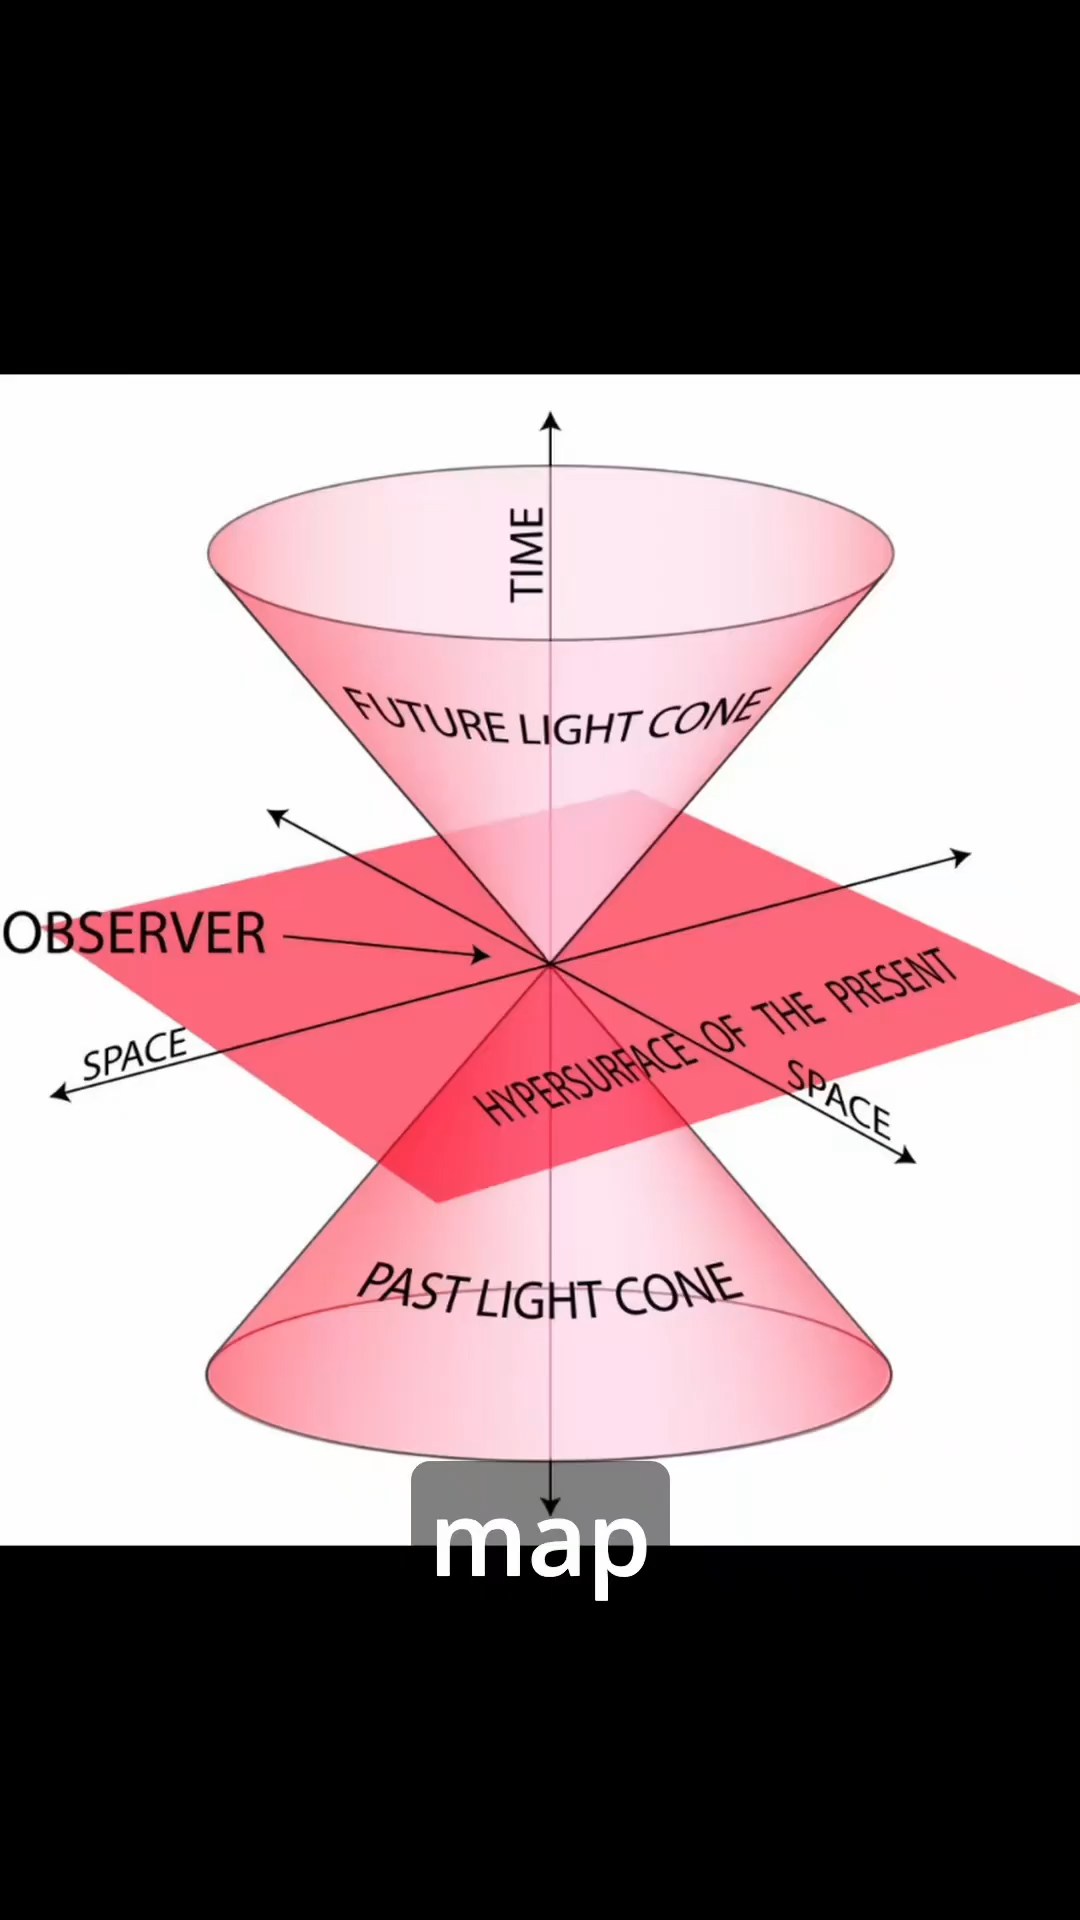 TIME
FUTURE LIGHT CONE
OBSERVER
HYPERSURFACE OF THE PRESENT
SPACE
SPACE
PAST LIGHT CONE
map